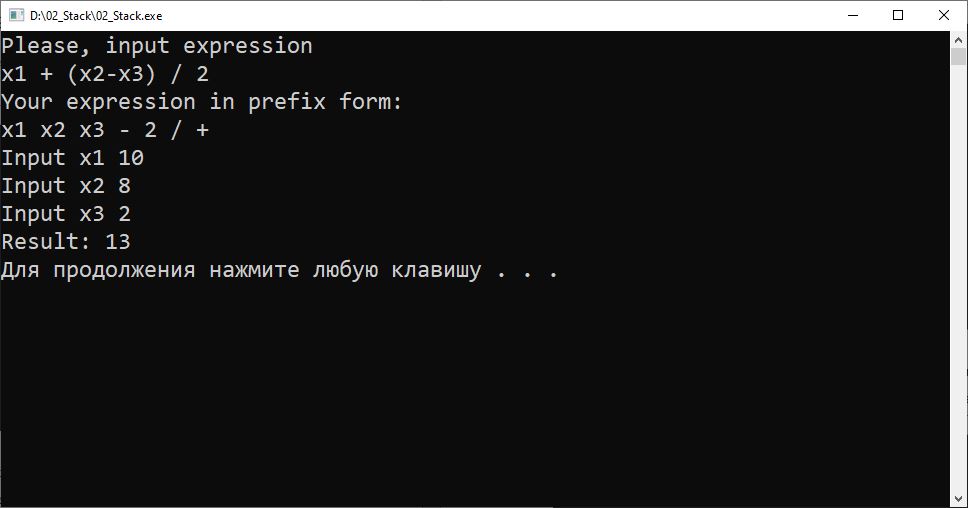 D:\02_Stack\02_Stack.exe
Please, input expression
x1 + (x2-x3) / 2
Your expression in prefix form:
x1 x2 x3 - 2 / +
Input x1 10
Input x2 8
Input x3 2
Result: 13
Для продолжения нажмите любую клавишу . . .